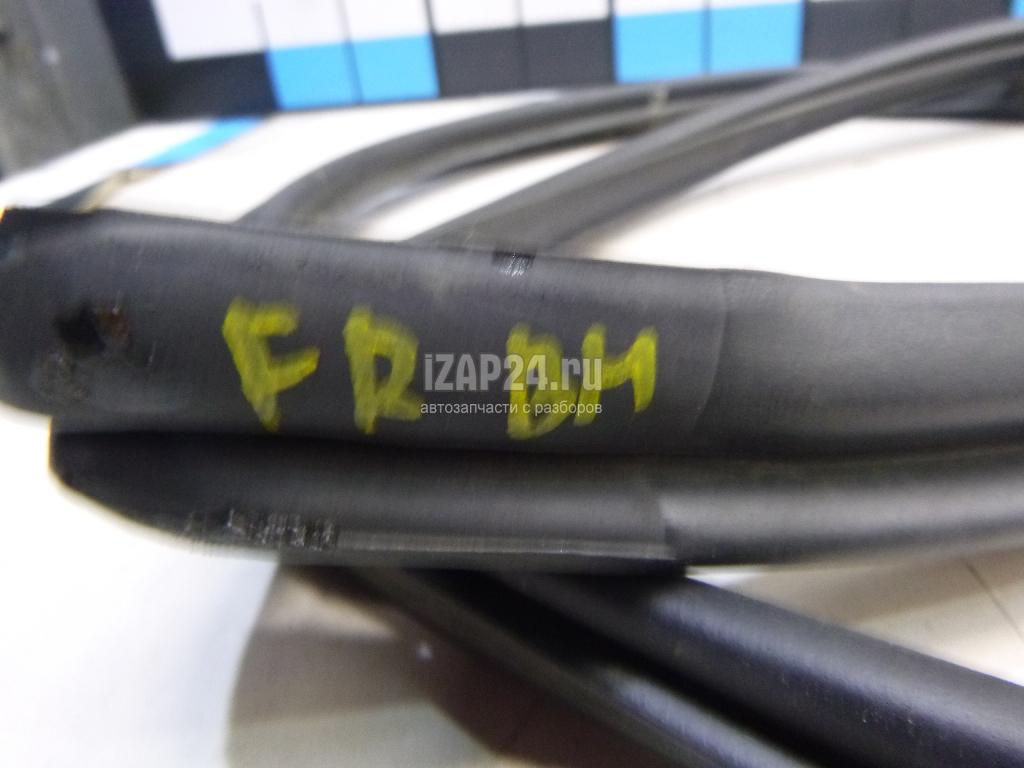 FR DH
iZAP24.ru
автозапчасти с разборов